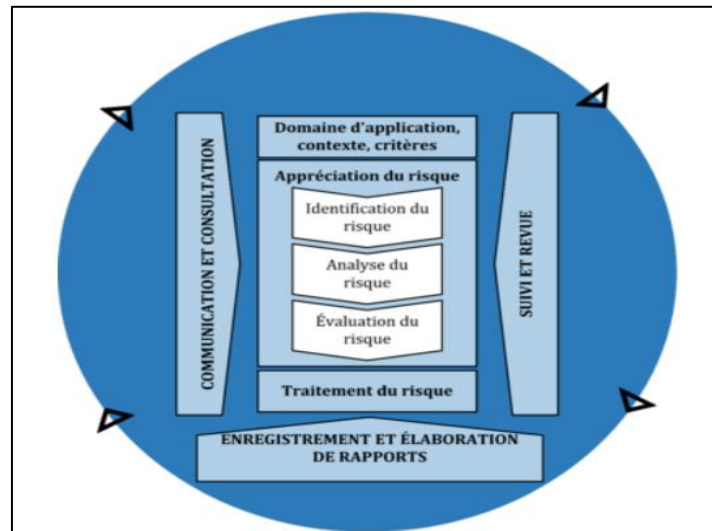 Domaine d'application,
contexte, critères
Appréciation du risque
Identification du
risque
Analyse du
risque
Évaluation du
risque
Traitement du risque
COMMUNICATION ET CONSULTATION
SUIVI ET REVUE
ENREGISTREMENT ET ÉLABORATION
DE RAPPORTS